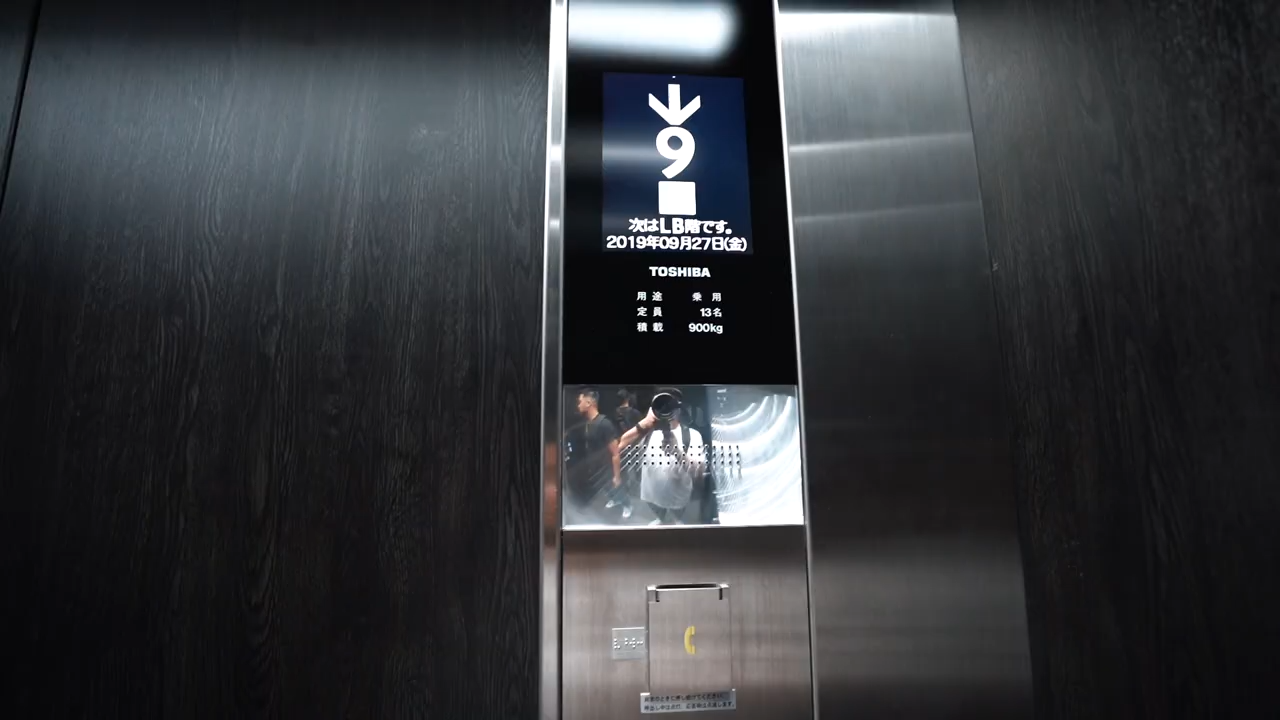 9
次はLB階です。
2019年09月27日(金)
TOSHIBA
用途 乗用
定員 13名
積載 900kg